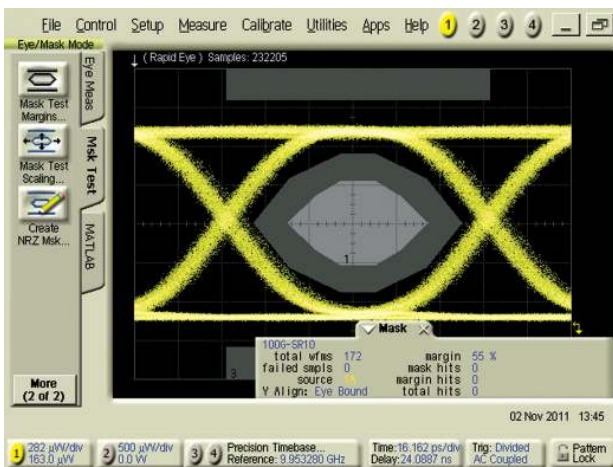 File Control Setup Measure Calibrate Utilities Apps Help 1 2 3 4
Eye/Mask Mode
(Rapid Eye) Samples: 232205
Eye Meas
Mask Test
Margins...
Msk Test
Mask Test
Scaling...
Create
NRZ Msk...
MATLAB
1
3
Mask
100G-SR10
total wfms 172 margin 55 %
failed smpls 0 mask hits 0
source 1A margin hits 0
Y Align: Eye Bound total hits 0
More
(2 of 2)
02 Nov 2011 13:45
1 282 µW/div 2 500 µW/div 3 4 Precision Timebase... Time:16.162 ps/div Trig: Divided Pattern
163.0 µW 0.0 W Reference: 9.953280 GHz Delay:24.0887 ns AC Coupled Lock